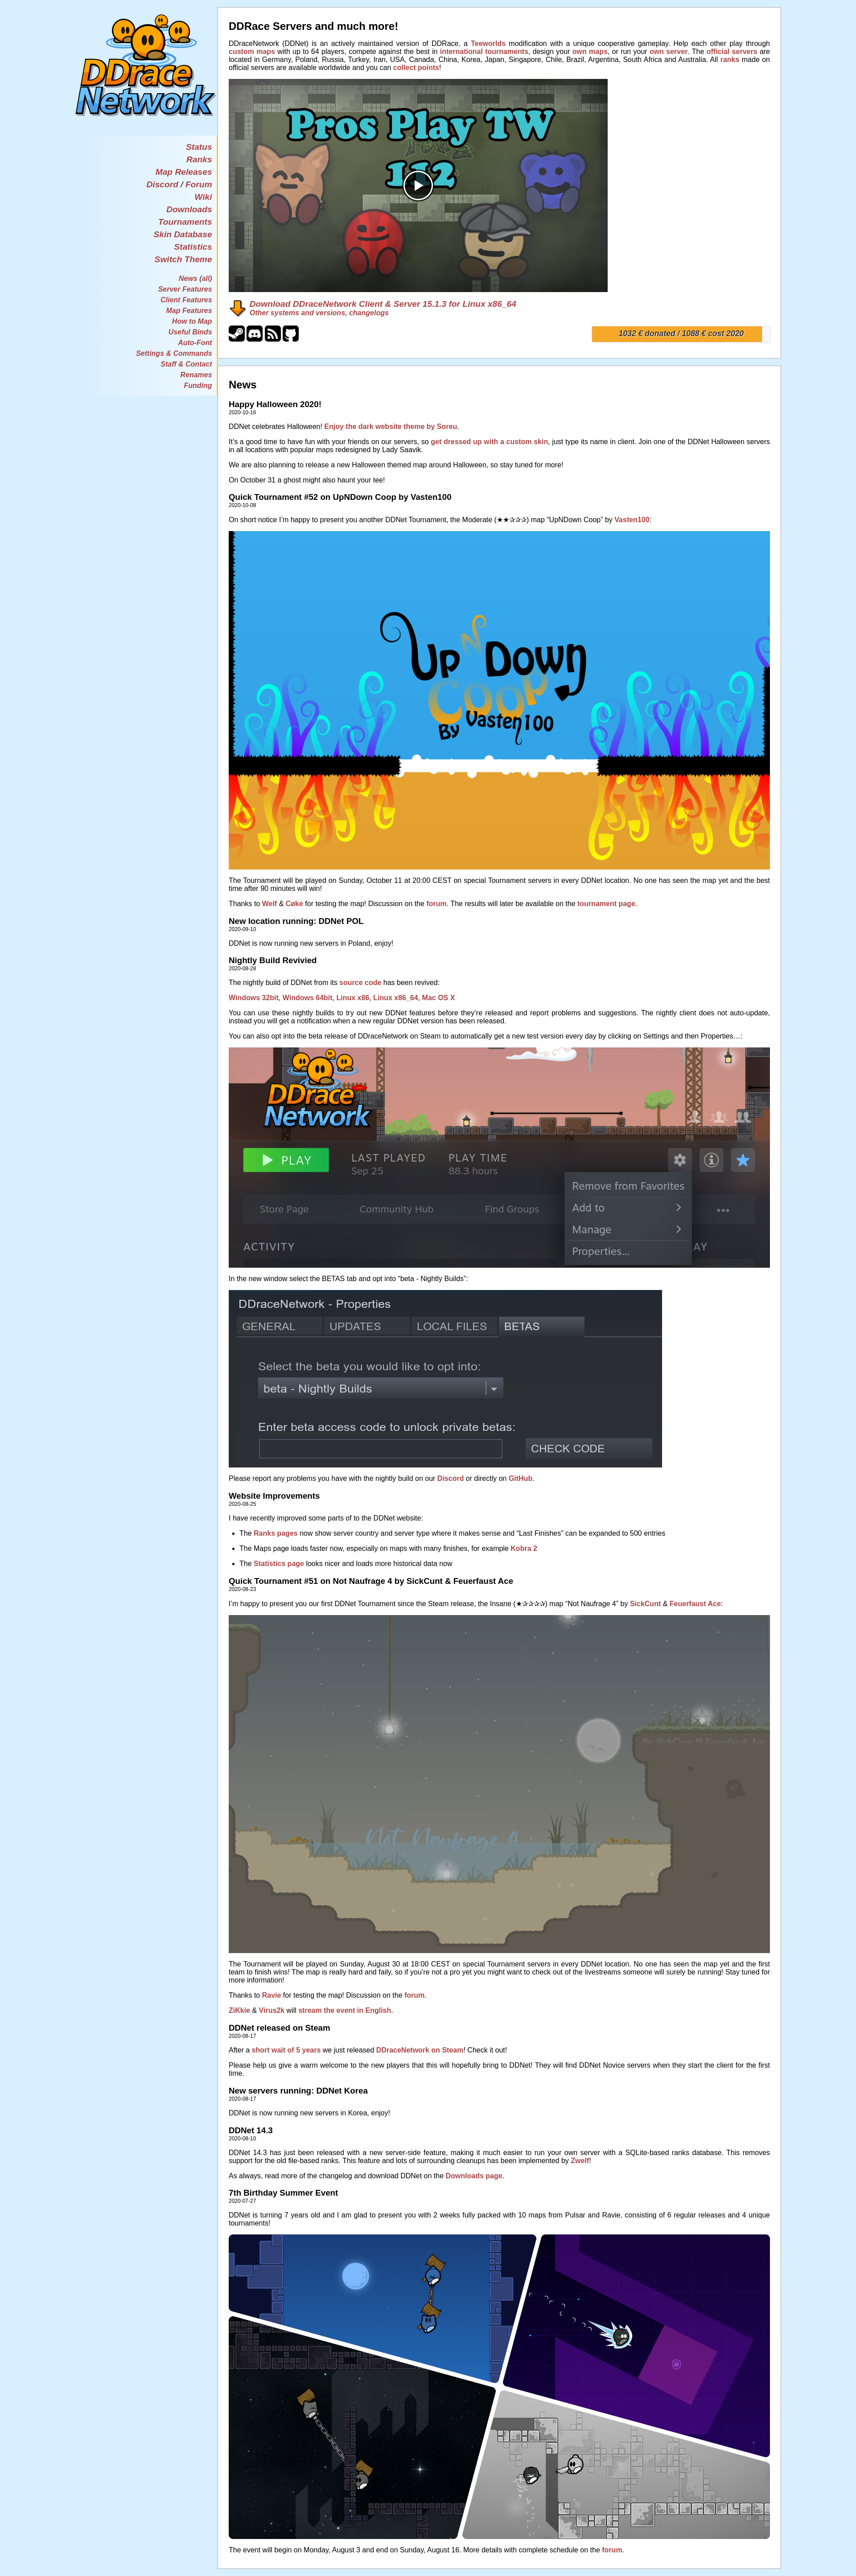 DDrace
Network
Status
Ranks
Map Releases
Discord / Forum
Wiki
Downloads
Tournaments
Skin Database
Statistics
Switch Theme
News (all)
Server Features
Client Features
Map Features
How to Map
Useful Binds
Auto-Font
Settings & Commands
Staff & Contact
Renames
Funding
DDRace Servers and much more!
DDraceNetwork (DDNet) is an actively maintained version of DDRace, a Teeworlds modification with a unique cooperative gameplay. Help each other play through
custom maps with up to 64 players, compete against the best in international tournaments, design your own maps, or run your own server. The official servers are
located in Germany, Poland, Russia, Turkey, Iran, USA, Canada, China, Korea, Japan, Singapore, Chile, Brazil, Argentina, South Africa and Australia. All ranks made on
official servers are available worldwide and you can collect points!
Pros Play TW
112
Download DDraceNetwork Client & Server 15.1.3 for Linux x86_64
Other systems and versions, changelogs
1032 € donated / 1088 € cost 2020
News
Happy Halloween 2020!
2020-10-16
DDNet celebrates Halloween! Enjoy the dark website theme by Soreu.
It's a good time to have fun with your friends on our servers, so get dressed up with a custom skin, just type its name in client. Join one of the DDNet Halloween servers
in all locations with popular maps redesigned by Lady Saavik.
We are also planning to release a new Halloween themed map around Halloween, so stay tuned for more!
On October 31 a ghost might also haunt your tee!
Quick Tournament #52 on UpNDown Coop by Vasten100
2020-10-08
On short notice I'm happy to present you another DDNet Tournament, the Moderate (★★✰✰✰) map “UpNDown Coop” by Vasten100:
Up N Down
Coop
By Vasten100
The Tournament will be played on Sunday, October 11 at 20:00 CEST on special Tournament servers in every DDNet location. No one has seen the map yet and the best
time after 90 minutes will win!
Thanks to Welf & Cøke for testing the map! Discussion on the forum. The results will later be available on the tournament page.
New location running: DDNet POL
2020-09-10
DDNet is now running new servers in Poland, enjoy!
Nightly Build Revivied
2020-08-28
The nightly build of DDNet from its source code has been revived:
Windows 32bit, Windows 64bit, Linux x86, Linux x86_64, Mac OS X
You can use these nightly builds to try out new DDNet features before they're released and report problems and suggestions. The nightly client does not auto-update,
instead you will get a notification when a new regular DDNet version has been released.
You can also opt into the beta release of DDraceNetwork on Steam to automatically get a new test version every day by clicking on Settings and then Properties…:
DDrace
Network
PLAY
LAST PLAYED
Sep 25
PLAY TIME
88.3 hours
Remove from Favorites
Add to
Manage
Properties...
Store Page
Community Hub
Find Groups
ACTIVITY
AY
In the new window select the BETAS tab and opt into “beta - Nightly Builds”:
DDraceNetwork - Properties
GENERAL
UPDATES
LOCAL FILES
BETAS
Select the beta you would like to opt into:
beta - Nightly Builds
Enter beta access code to unlock private betas:
CHECK CODE
Please report any problems you have with the nightly build on our Discord or directly on GitHub.
Website Improvements
2020-08-25
I have recently improved some parts of to the DDNet website:
The Ranks pages now show server country and server type where it makes sense and “Last Finishes” can be expanded to 500 entries
The Maps page loads faster now, especially on maps with many finishes, for example Kobra 2
The Statistics page looks nicer and loads more historical data now
Quick Tournament #51 on Not Naufrage 4 by SickCunt & Feuerfaust Ace
2020-08-23
I'm happy to present you our first DDNet Tournament since the Steam release, the Insane (★✰✰✰✰) map “Not Naufrage 4” by SickCunt & Feuerfaust Ace:
By SickCunt & Feuerfaust Ace
Not Naufrage 4
The Tournament will be played on Sunday, August 30 at 18:00 CEST on special Tournament servers in every DDNet location. No one has seen the map yet and the first
team to finish wins! The map is really hard and faily, so if you're not a pro yet you might want to check out of the livestreams someone will surely be running! Stay tuned for
more information!
Thanks to Ravie for testing the map! Discussion on the forum.
ZiKkie & Virus2k will stream the event in English.
DDNet released on Steam
2020-08-17
After a short wait of 5 years we just released DDraceNetwork on Steam! Check it out!
Please help us give a warm welcome to the new players that this will hopefully bring to DDNet! They will find DDNet Novice servers when they start the client for the first
time.
New servers running: DDNet Korea
2020-08-17
DDNet is now running new servers in Korea, enjoy!
DDNet 14.3
2020-08-10
DDNet 14.3 has just been released with a new server-side feature, making it much easier to run your own server with a SQLite-based ranks database. This removes
support for the old file-based ranks. This feature and lots of surrounding cleanups has been implemented by Zwelf!
As always, read more of the changelog and download DDNet on the Downloads page.
7th Birthday Summer Event
2020-07-27
DDNet is turning 7 years old and I am glad to present you with 2 weeks fully packed with 10 maps from Pulsar and Ravie, consisting of 6 regular releases and 4 unique
tournaments!
The event will begin on Monday, August 3 and end on Sunday, August 16. More details with complete schedule on the forum.